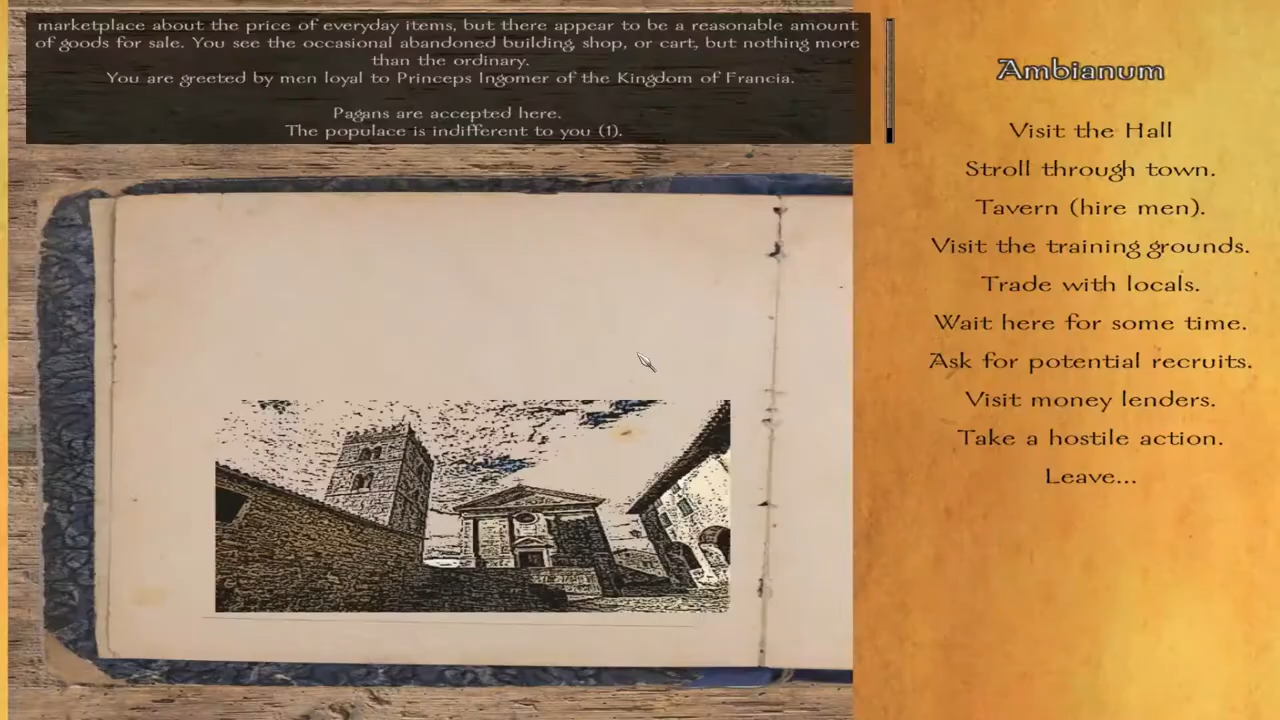 marketplace about the price of everyday items, but there appear to be a reasonable amount
of goods for sale. You see the occasional abandoned building, shop, or cart, but nothing more
than the ordinary.
You are greeted by men loyal to Princeps Ingomer of the Kingdom of Francia.
Pagans are accepted here.
The populace is indifferent to you (1).
Ambianum
Visit the Hall
Stroll through town.
Tavern (hire men).
Visit the training grounds.
Trade with locals.
Wait here for some time.
Ask for potential recruits.
Visit money lenders.
Take a hostile action.
Leave...